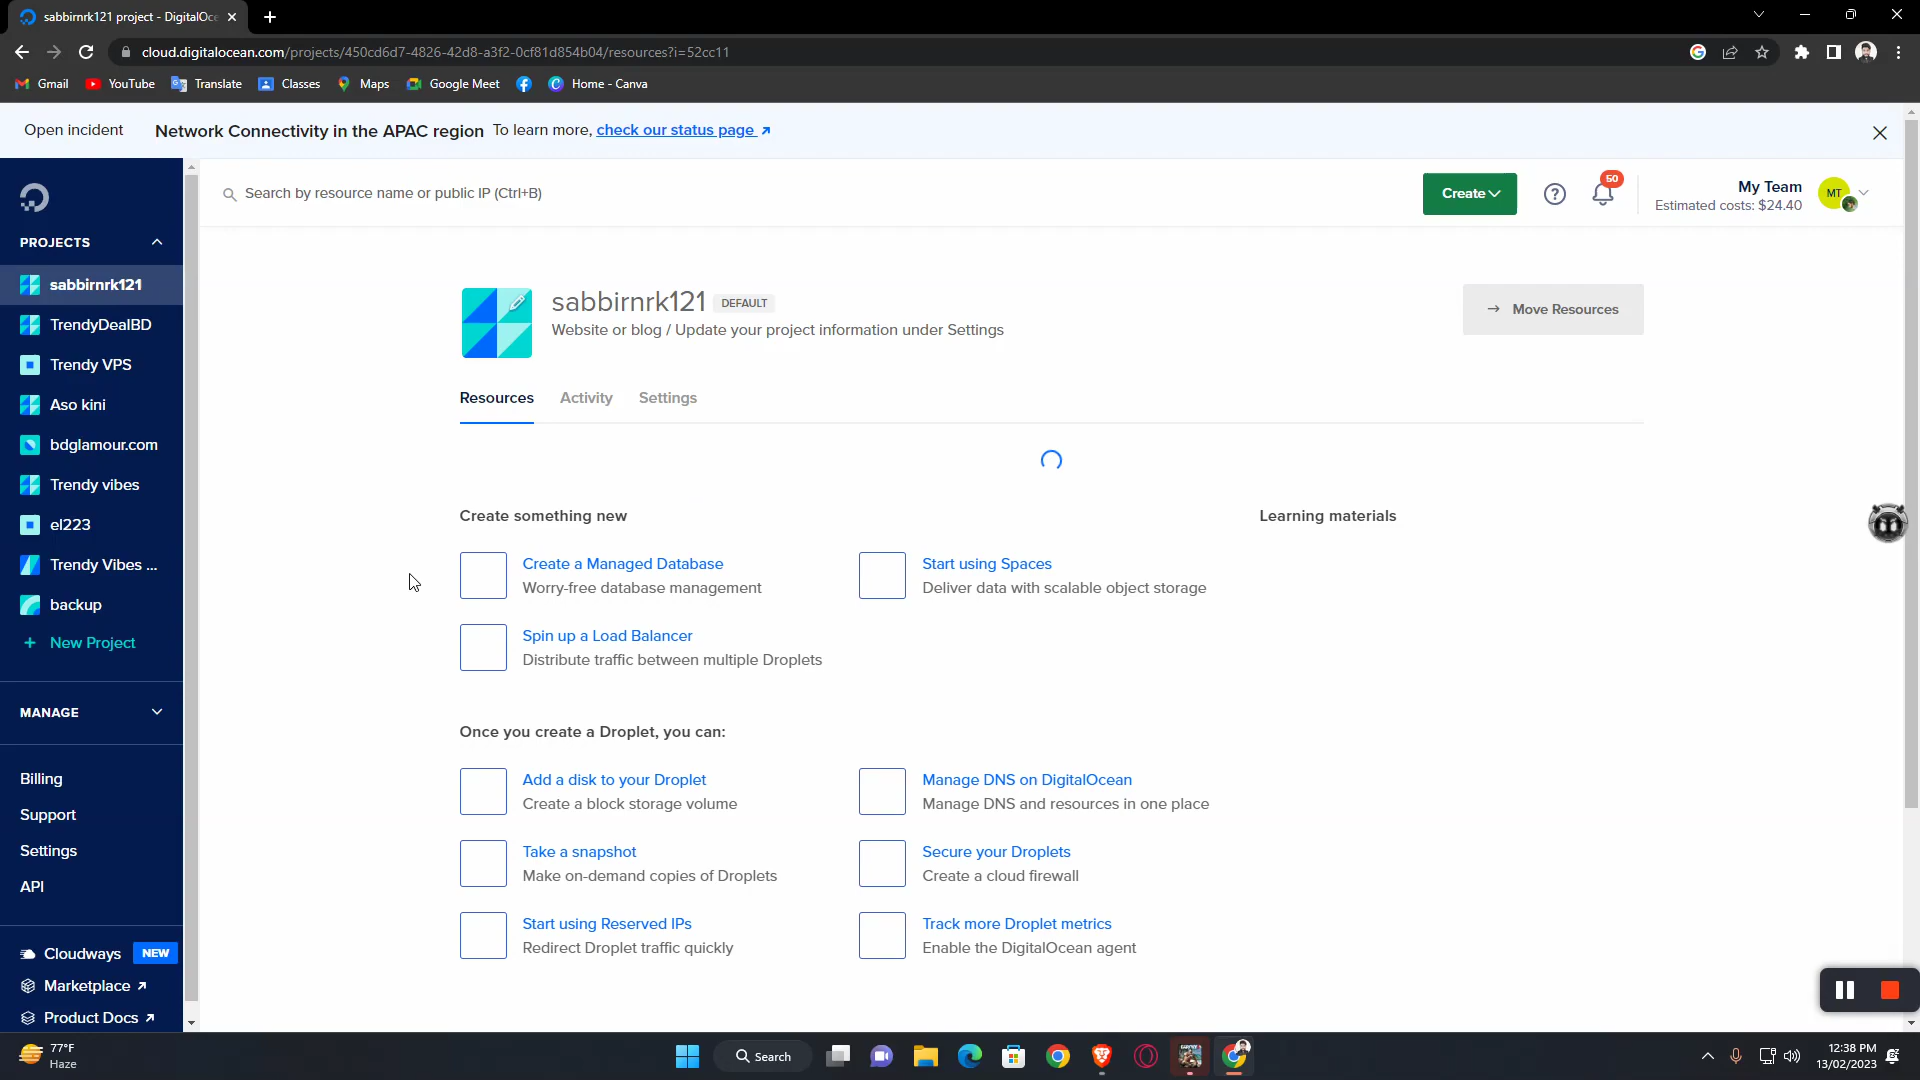 sabbirnrk121 project - DigitalOce
cloud.digitalocean.com/projects/450cd6d7-4826-42d8-a3f2-0cf81d854b04/resources?i=52cc11
Gmail YouTube Translate Classes Maps Google Meet Home - Canva
Open incident Network Connectivity in the APAC region To learn more, check our status page ↗
Search by resource name or public IP (Ctrl+B)
Create
50
My Team
Estimated costs: $24.40
MT
PROJECTS
sabbirnrk121
TrendyDealBD
Trendy VPS
Aso kini
bdglamour.com
Trendy vibes
el223
Trendy Vibes ...
backup
+ New Project
MANAGE
Billing
Support
Settings
API
Cloudways NEW
Marketplace ↗
Product Docs ↗
sabbirnrk121 DEFAULT
Website or blog / Update your project information under Settings
→ Move Resources
Resources Activity Settings
Create something new
Create a Managed Database
Worry-free database management
Start using Spaces
Deliver data with scalable object storage
Spin up a Load Balancer
Distribute traffic between multiple Droplets
Learning materials
Once you create a Droplet, you can:
Add a disk to your Droplet
Create a block storage volume
Manage DNS on DigitalOcean
Manage DNS and resources in one place
Take a snapshot
Make on-demand copies of Droplets
Secure your Droplets
Create a cloud firewall
Start using Reserved IPs
Redirect Droplet traffic quickly
Track more Droplet metrics
Enable the DigitalOcean agent
77°F
Haze
Search
12:38 PM
13/02/2023